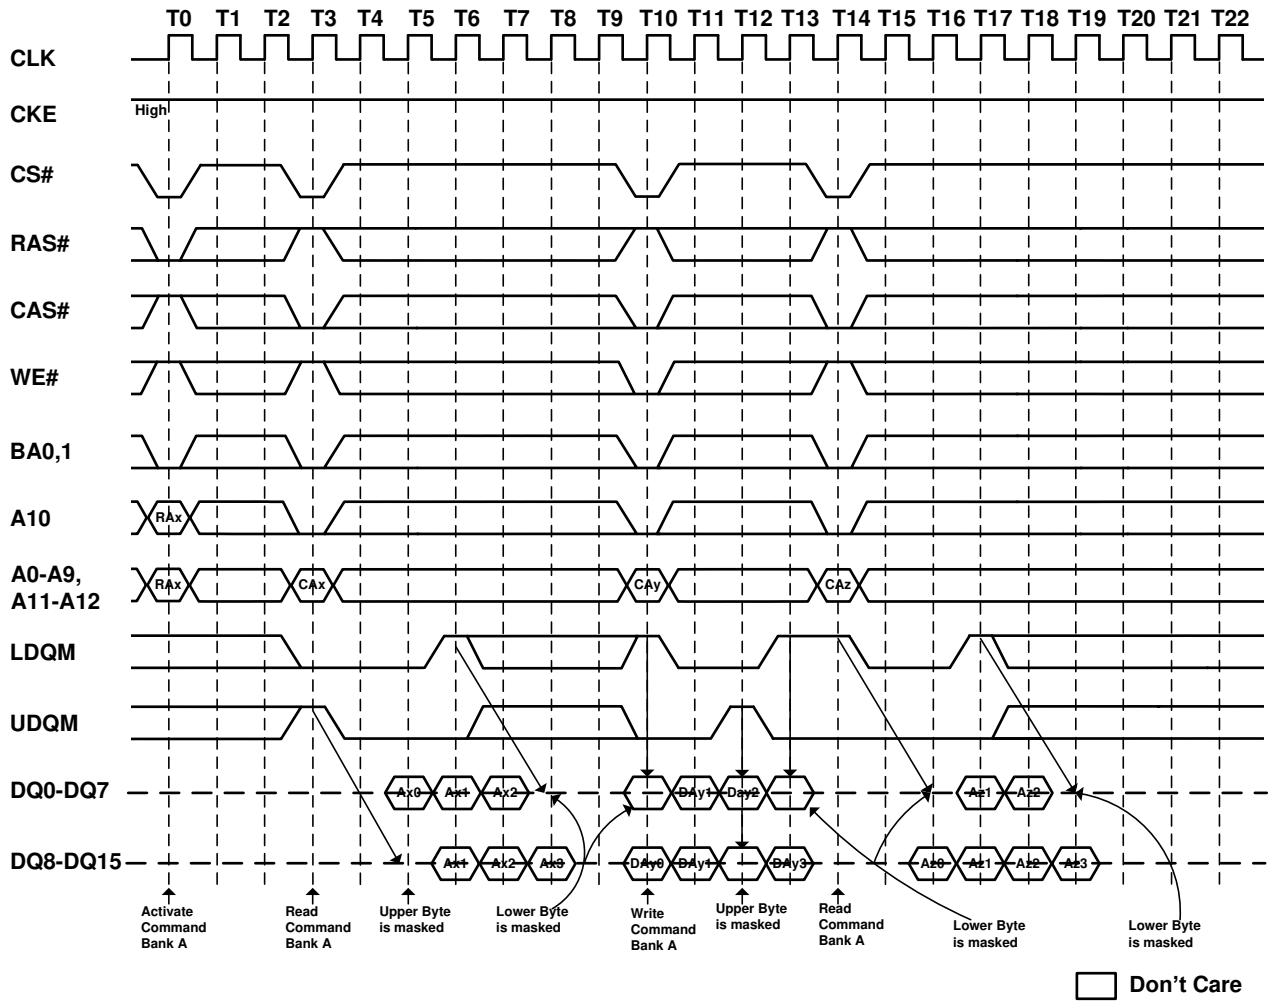 T0 T1 T2 T3 T4 T5 T6 T7 T8 T9 T10 T11 T12 T13 T14 T15 T16 T17 T18 T19 T20 T21 T22
CLK
CKE High
CS#
RAS#
CAS#
WE#
BA0,1
A10 RAx
A0-A9,
A11-A12
RAx CAx CAy CAz
LDQM
UDQM
DQ0-DQ7 Ax0 Ax1 Ax2 DAy1 Day2 Az1 Az2
DQ8-DQ15 Ax1 Ax2 Ax3 DAy0 DAy1 DAy3 Az0 Az1 Az2 Az3
Activate
Command
Bank A
Read
Command
Bank A
Upper Byte
is masked
Lower Byte
is masked
Write
Command
Bank A
Upper Byte
is masked
Read
Command
Bank A
Lower Byte
is masked
Lower Byte
is masked
Don't Care